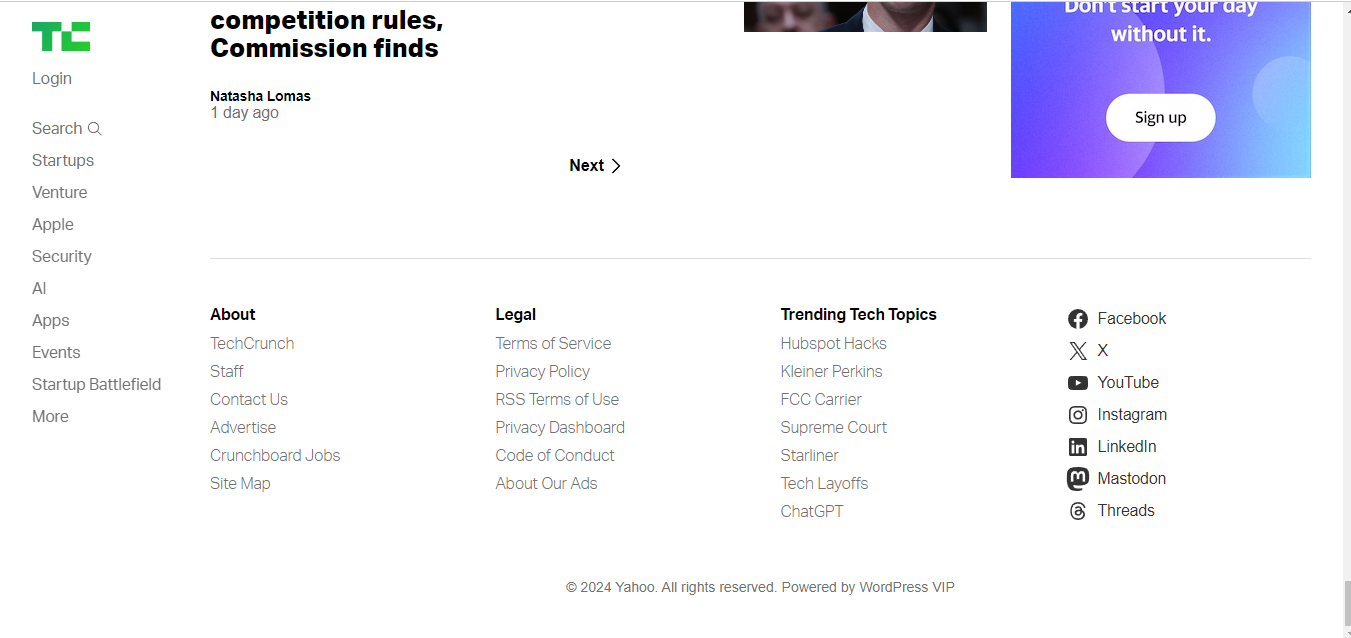 TC
Login
Search
Startups
Venture
Apple
Security
AI
Apps
Events
Startup Battlefield
More
competition rules,
Commission finds
Natasha Lomas
1 day ago
Next
Don't start your day
without it.
Sign up
About
TechCrunch
Staff
Contact Us
Advertise
Crunchboard Jobs
Site Map
Legal
Terms of Service
Privacy Policy
RSS Terms of Use
Privacy Dashboard
Code of Conduct
About Our Ads
Trending Tech Topics
Hubspot Hacks
Kleiner Perkins
FCC Carrier
Supreme Court
Starliner
Tech Layoffs
ChatGPT
Facebook
X
YouTube
Instagram
LinkedIn
Mastodon
Threads
© 2024 Yahoo. All rights reserved. Powered by WordPress VIP